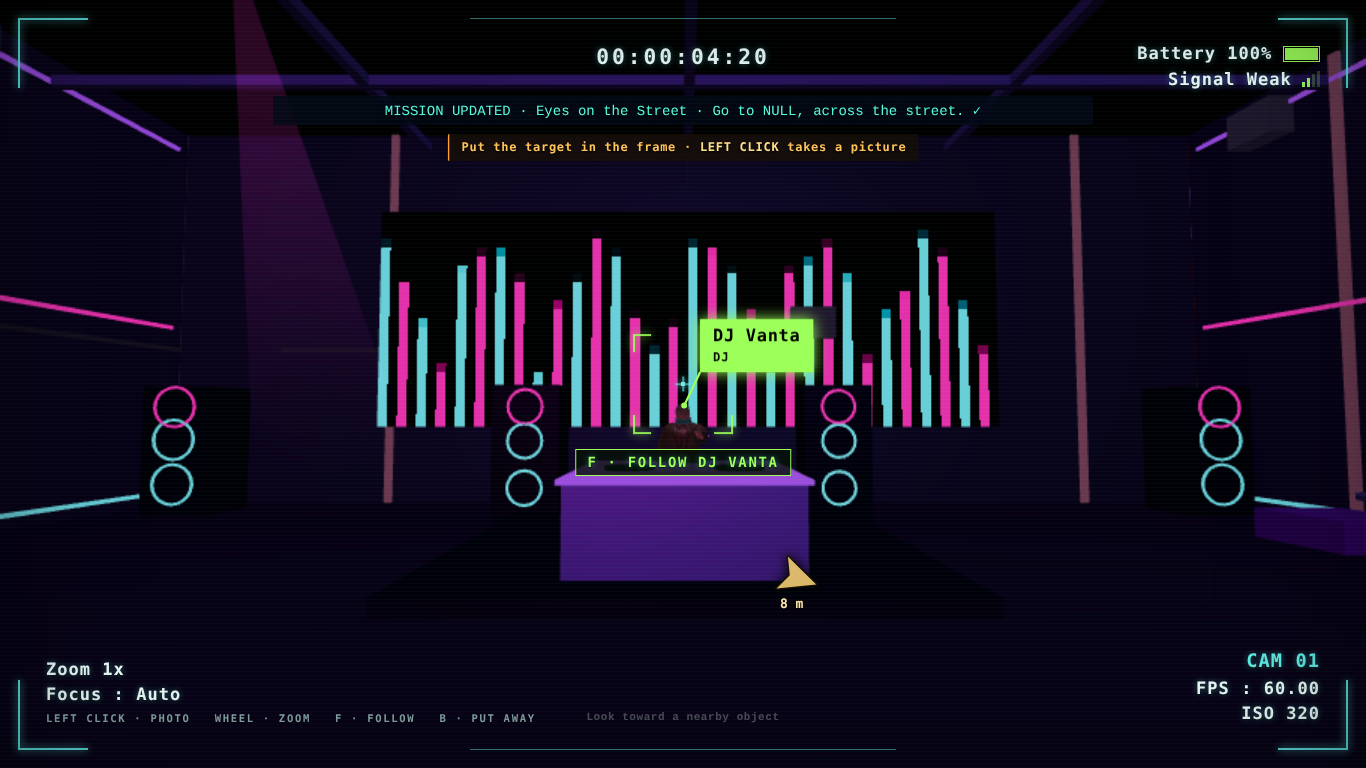 00:00:04:20
Battery 100%
Signal Weak
MISSION UPDATED · Eyes on the Street · Go to NULL, across the street. ✓
Put the target in the frame · LEFT CLICK takes a picture
DJ Vanta
DJ
F · FOLLOW DJ VANTA
8 m
Zoom 1x
Focus : Auto
LEFT CLICK · PHOTO WHEEL · ZOOM F · FOLLOW B · PUT AWAY
Look toward a nearby object
CAM 01
FPS : 60.00
ISO 320